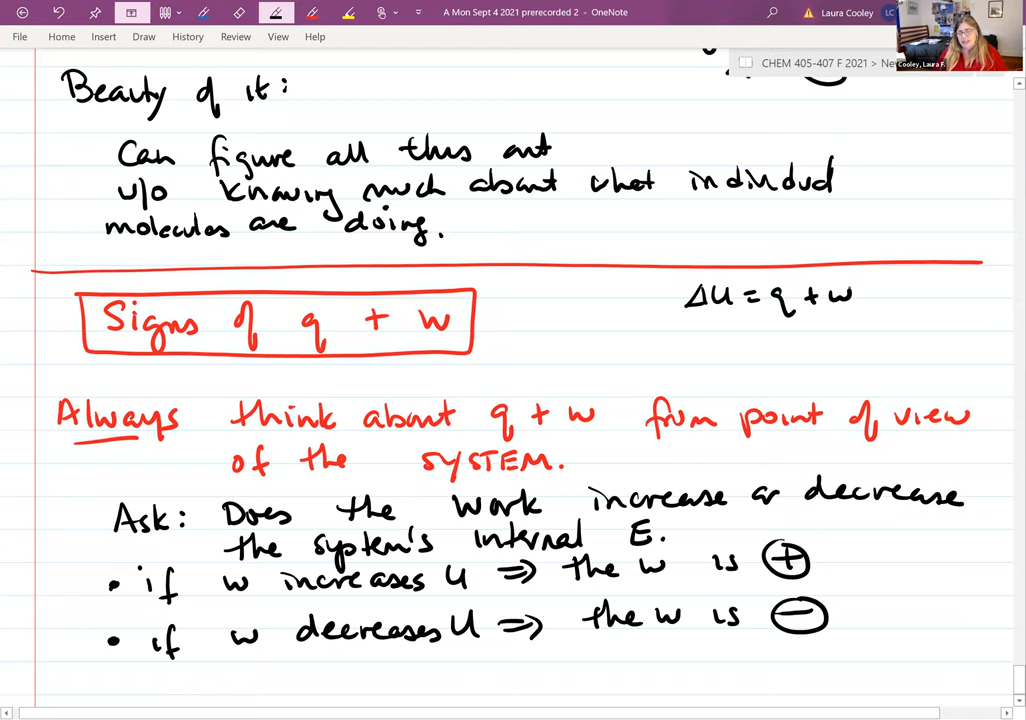 A Mon Sept 4 2021 prerecorded 2 - OneNote
Laura Cooley
LC
File Home Insert Draw History Review View Help
Cooley, Laura F.
CHEM 405-407 F 2021 >
Beauty of it:
Can figure all this out
w/o knowing much about what individual
molecules are doing.
Signs of q + w
ΔU = q + w
Always think about q + w from point of view
of the SYSTEM.
Ask: Does the work increase or decrease
the system's internal E.
• if w increases U ⇒ the w is +
• if w decreases U ⇒ the w is −